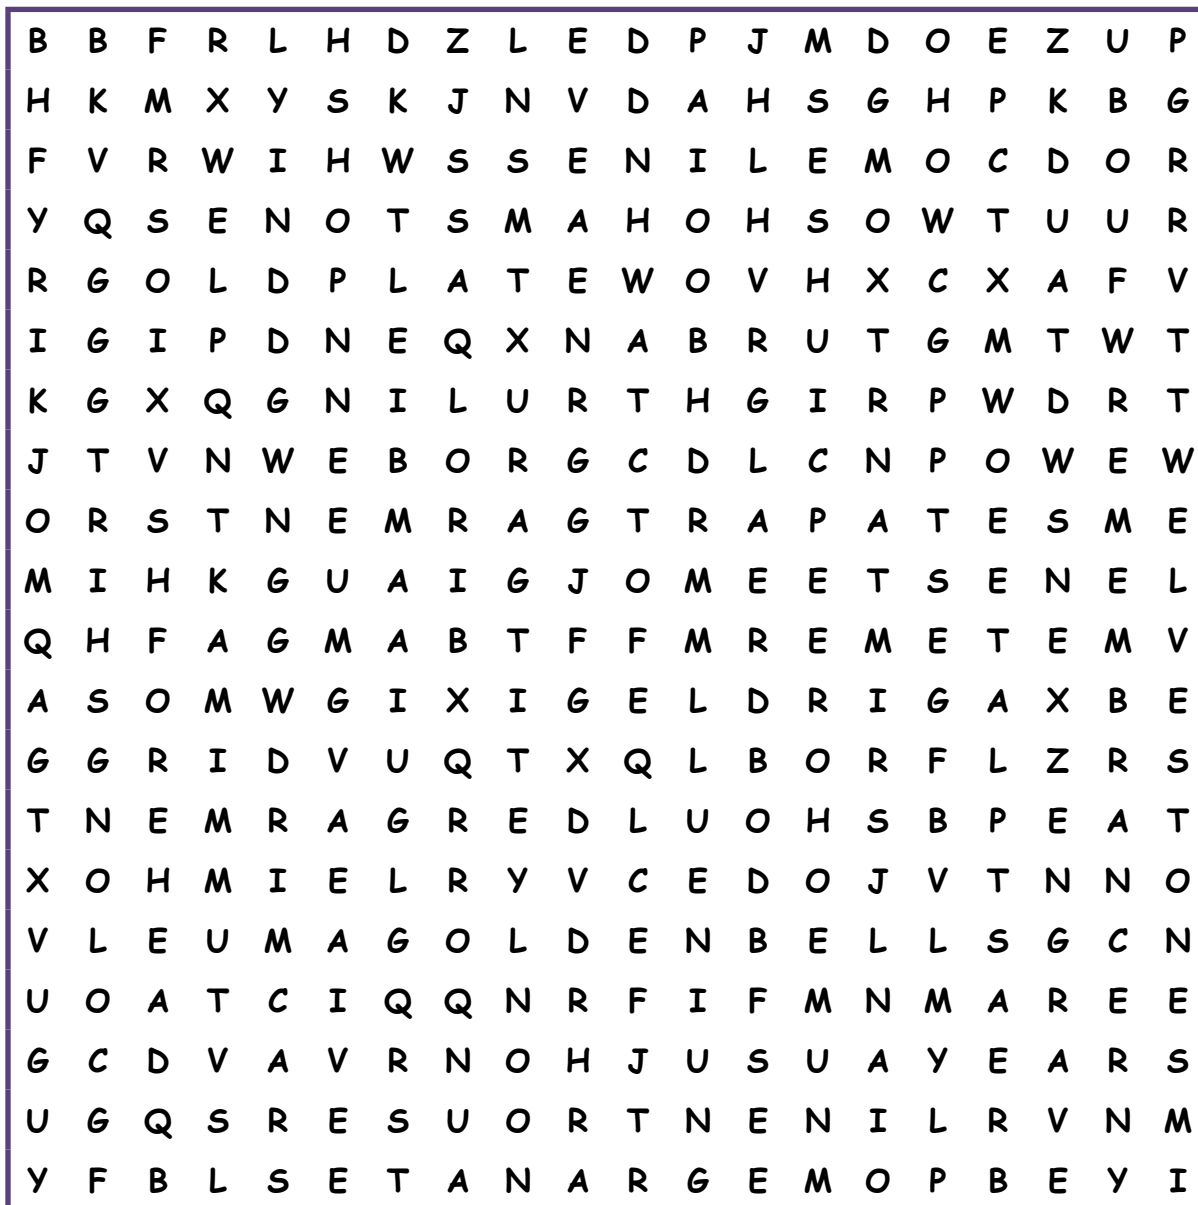 B B F R L H D Z L E D P J M D O E Z U P
H K M X Y S K J N V D A H S G H P K B G
F V R W I H W S S E N I L E M O C D O R
Y Q S E N O T S M A H O H S O W T U U R
R G O L D P L A T E W O V H X C X A F V
I G I P D N E Q X N A B R U T G M T W T
K G X Q G N I L U R T H G I R P W D R T
J T V N W E B O R G C D L C N P O W E W
O R S T N E M R A G T R A P A T E S M E
M I H K G U A I G J O M E E T S E N E L
Q H F A G M A B T F F M R E M E T E M V
A S O M W G I X I G E L D R I G A X B E
G G R I D V U Q T X Q L B O R F L Z R S
T N E M R A G R E D L U O H S B P E A T
X O H M I E L R Y V C E D O J V T N N O
V L E U M A G O L D E N B E L L S G C N
U O A T C I Q Q N R F I F M N M A R E E
G C D V A V R N O H J U S U A Y E A R S
U G Q S R E S U O R T N E N I L R V N M
Y F B L S E T A N A R G E M O P B E Y I